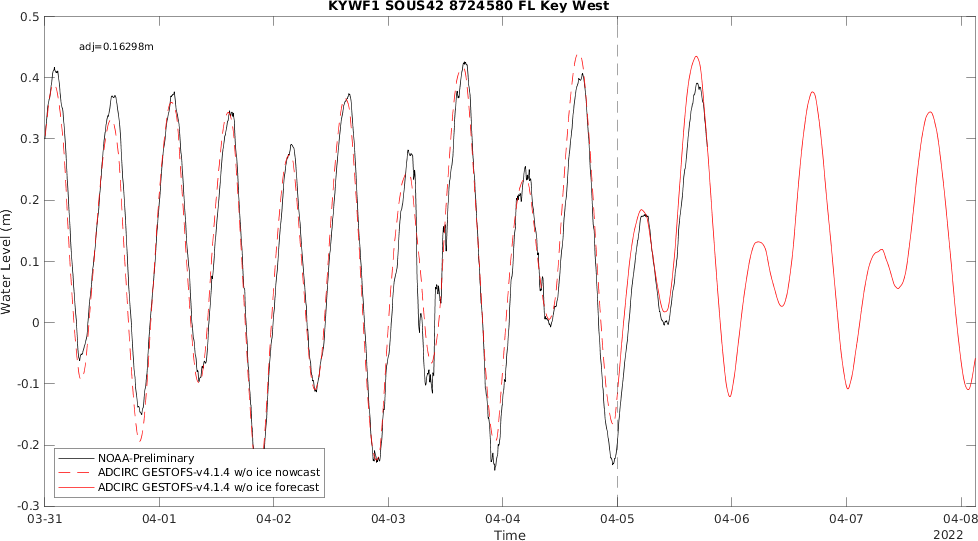 KYWF1 SOUS42 8724580 FL Key West
adj=0.16298m
0.5
0.4
0.3
0.2
0.1
0
-0.1
-0.2
-0.3
Water Level (m)
NOAA-Preliminary
ADCIRC GESTOFS-v4.1.4 w/o ice nowcast
ADCIRC GESTOFS-v4.1.4 w/o ice forecast
03-31 04-01 04-02 04-03 04-04 04-05 04-06 04-07 04-08
Time
2022